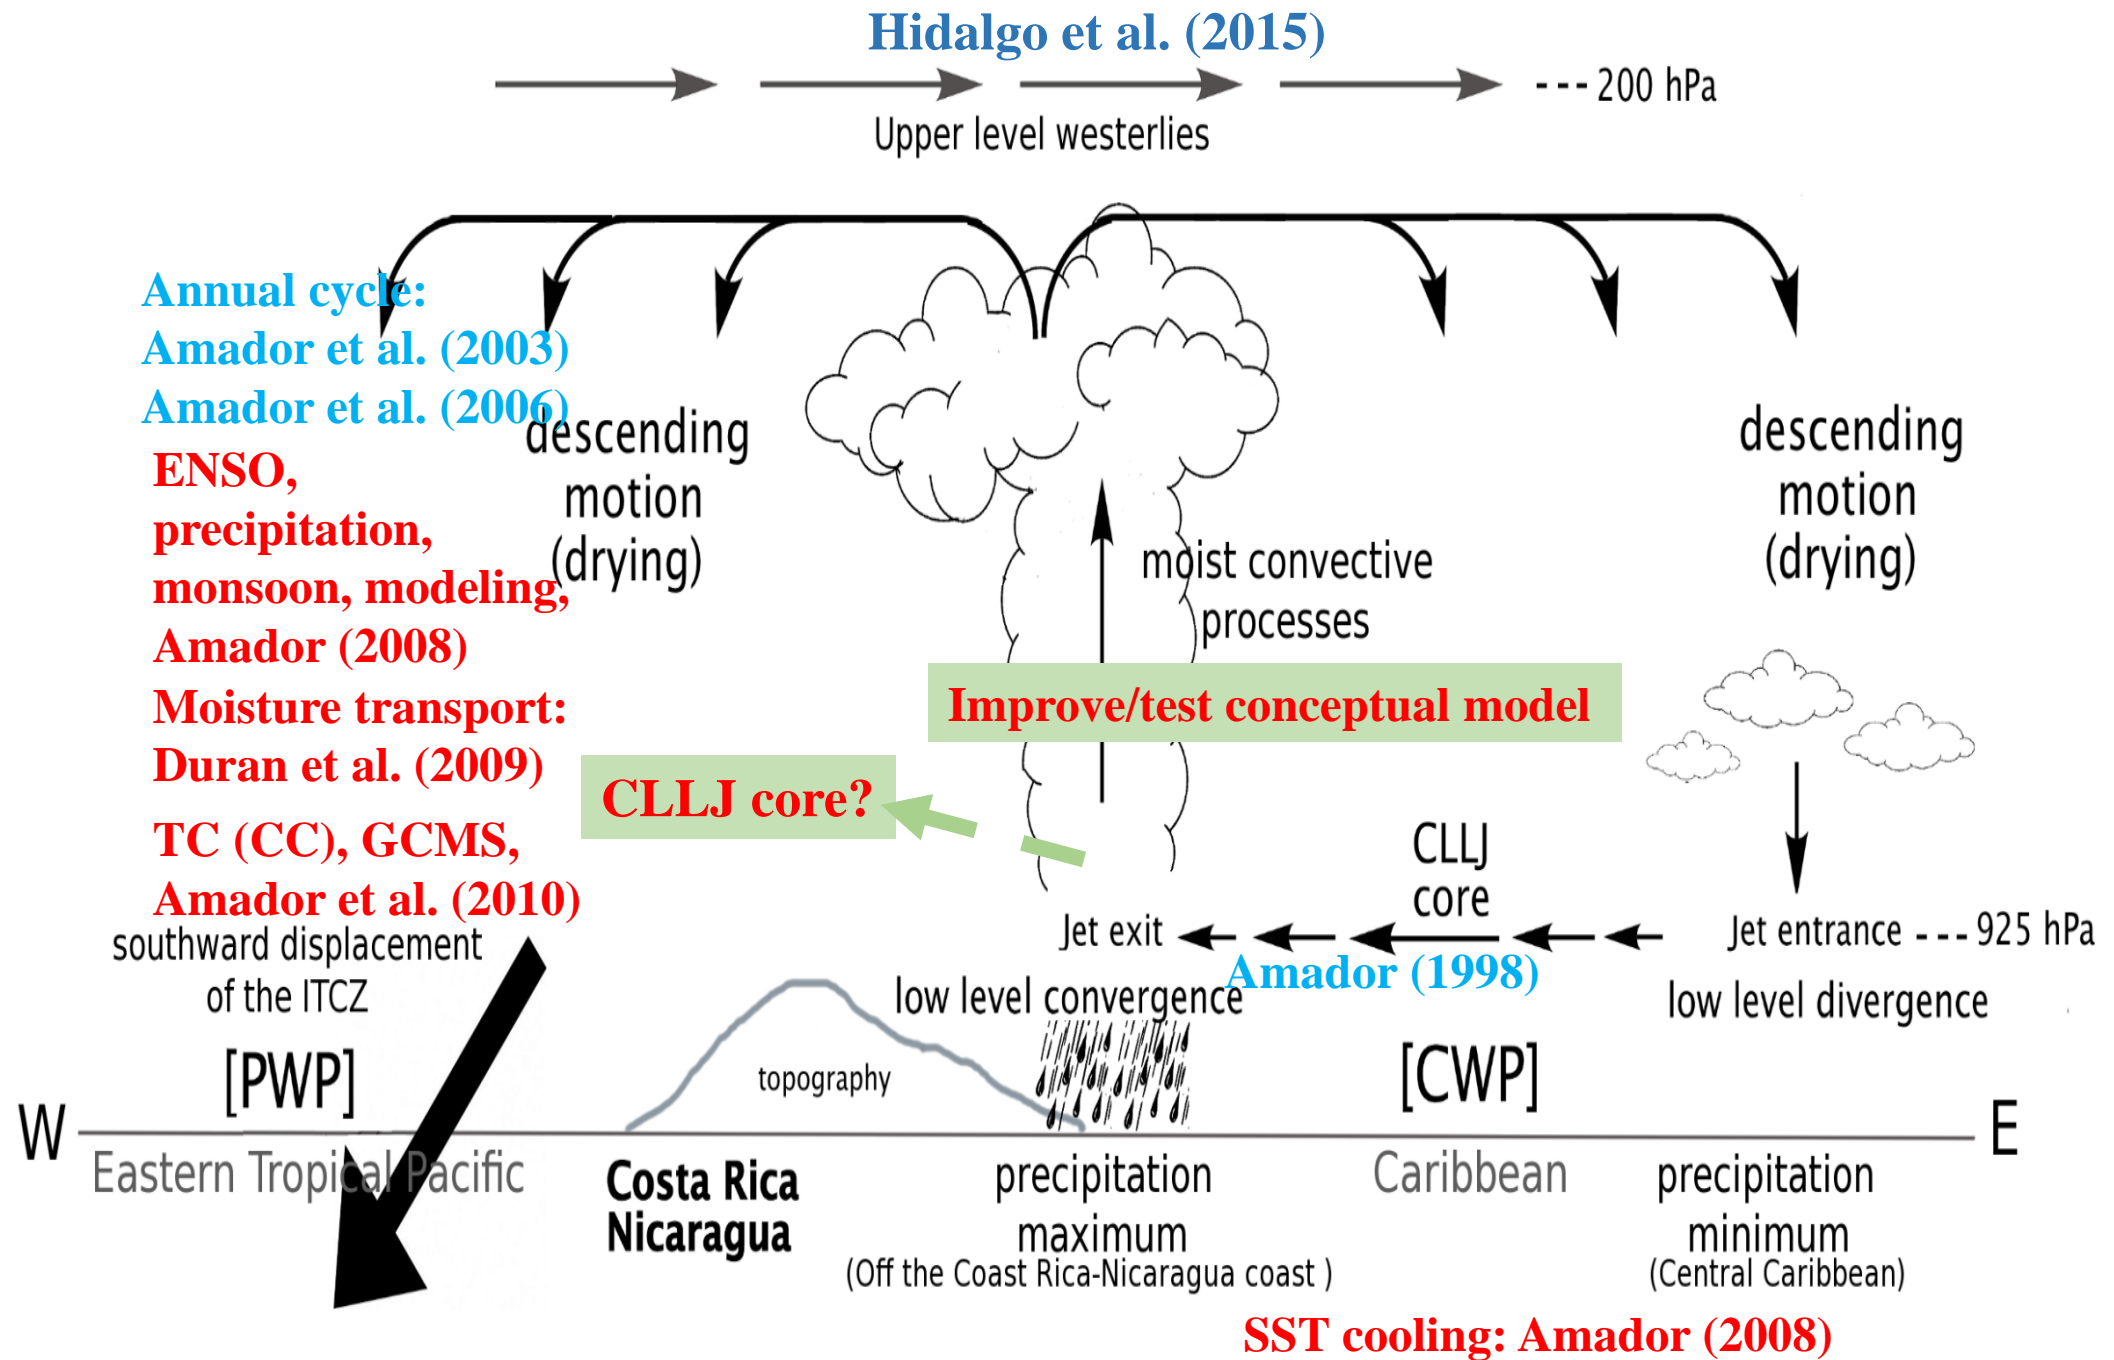 Hidalgo et al. (2015)
--- 200 hPa
Upper level westerlies
Annual cycle:
Amador et al. (2003)
Amador et al. (2006)
ENSO,
precipitation,
monsoon, modeling,
Amador (2008)
Moisture transport:
Duran et al. (2009)
TC (CC), GCMS,
Amador et al. (2010)
descending
motion
(drying)
moist convective
processes
descending
motion
(drying)
Improve/test conceptual model
CLLJ core?
CLLJ
core
Jet exit
Jet entrance --- 925 hPa
Amador (1998)
low level convergence
low level divergence
southward displacement
of the ITCZ
[PWP]
topography
[CWP]
W
E
Eastern Tropical Pacific
Costa Rica
Nicaragua
precipitation
maximum
(Off the Coast Rica-Nicaragua coast )
Caribbean
precipitation
minimum
(Central Caribbean)
SST cooling: Amador (2008)